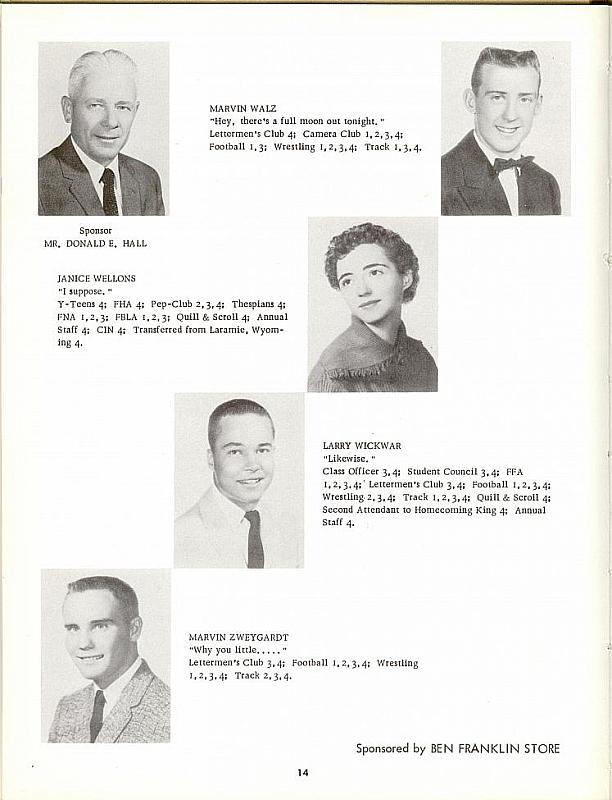 MARVIN WALZ
"Hey, there's a full moon out tonight."
Lettermen's Club 4; Camera Club 1,2,3,4;
Football 1,3; Wrestling 1,2,3,4; Track 1,3,4.
Sponsor
MR. DONALD E. HALL
JANICE WELLONS
"I suppose."
Y-Teens 4; FHA 4; Pep-Club 2,3,4; Thespians 4;
FNA 1,2,3; FBLA 1,2,3; Quill & Scroll 4; Annual
Staff 4; CIN 4; Transferred from Laramie, Wyom-
ing 4.
LARRY WICKWAR
"Likewise."
Class Officer 3,4; Student Council 3,4; FFA
1,2,3,4; Lettermen's Club 3,4; Football 1,2,3,4;
Wrestling 2,3,4; Track 1,2,3,4; Quill & Scroll 4;
Second Attendant to Homecoming King 4; Annual
Staff 4.
MARVIN ZWEYGARDT
"Why you little....."
Lettermen's Club 3,4; Football 1,2,3,4; Wrestling
1,2,3,4; Track 2,3,4.
Sponsored by BEN FRANKLIN STORE
14